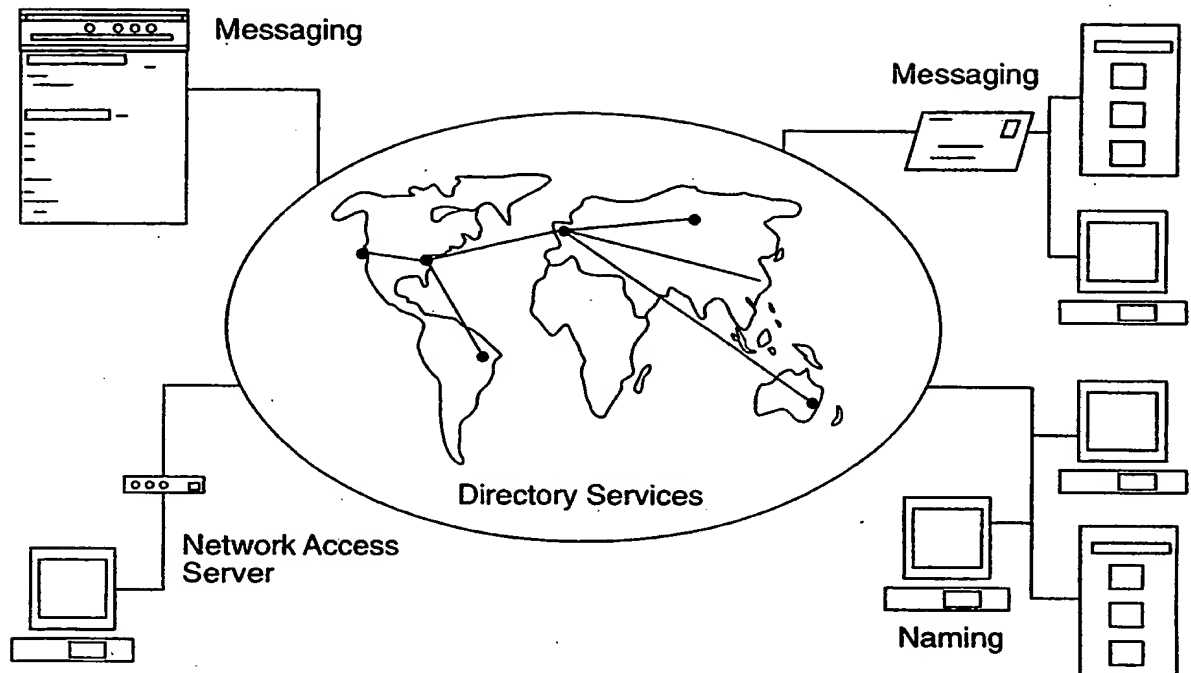 Messaging
Messaging
Directory Services
Network Access
Server
Naming